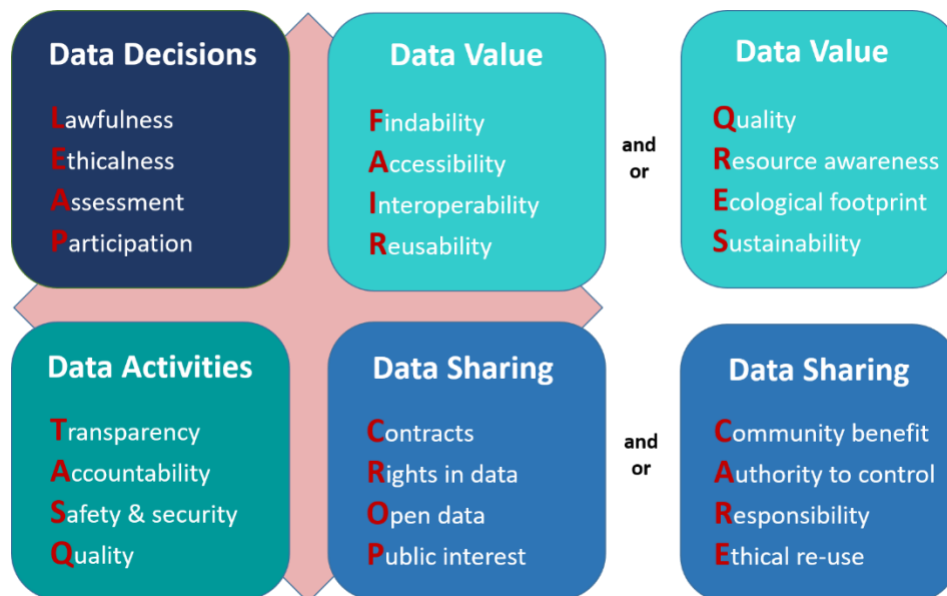 Data Decisions
Lawfulness
Ethicalness
Assessment
Participation
Data Value
Findability
Accessibility
Interoperability
Reusability
and
or
Data Value
Quality
Resource awareness
Ecological footprint
Sustainability
Data Activities
Transparency
Accountability
Safety & security
Quality
Data Sharing
Contracts
Rights in data
Open data
Public interest
and
or
Data Sharing
Community benefit
Authority to control
Responsibility
Ethical re-use